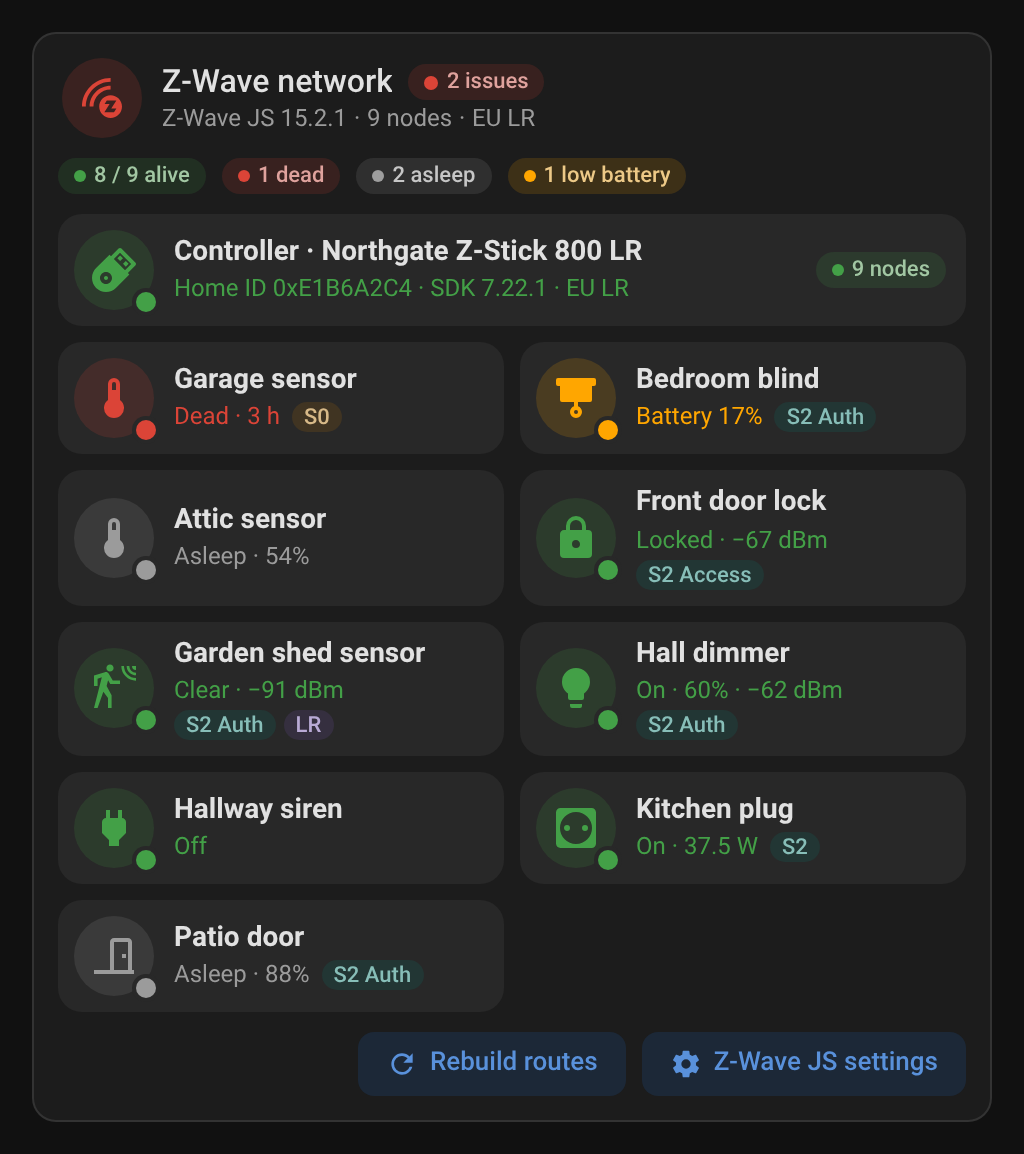 Z-Wave network
2 issues
Z-Wave JS 15.2.1 · 9 nodes · EU LR
8 / 9 alive
1 dead
2 asleep
1 low battery
Controller · Northgate Z-Stick 800 LR
Home ID 0xE1B6A2C4 · SDK 7.22.1 · EU LR
9 nodes
Garage sensor
Dead · 3 h
S0
Bedroom blind
Battery 17%
S2 Auth
Attic sensor
Asleep · 54%
Front door lock
Locked · −67 dBm
S2 Access
Garden shed sensor
Clear · −91 dBm
S2 Auth
LR
Hall dimmer
On · 60% · −62 dBm
S2 Auth
Hallway siren
Off
Kitchen plug
On · 37.5 W
S2
Patio door
Asleep · 88%
S2 Auth
Rebuild routes
Z-Wave JS settings